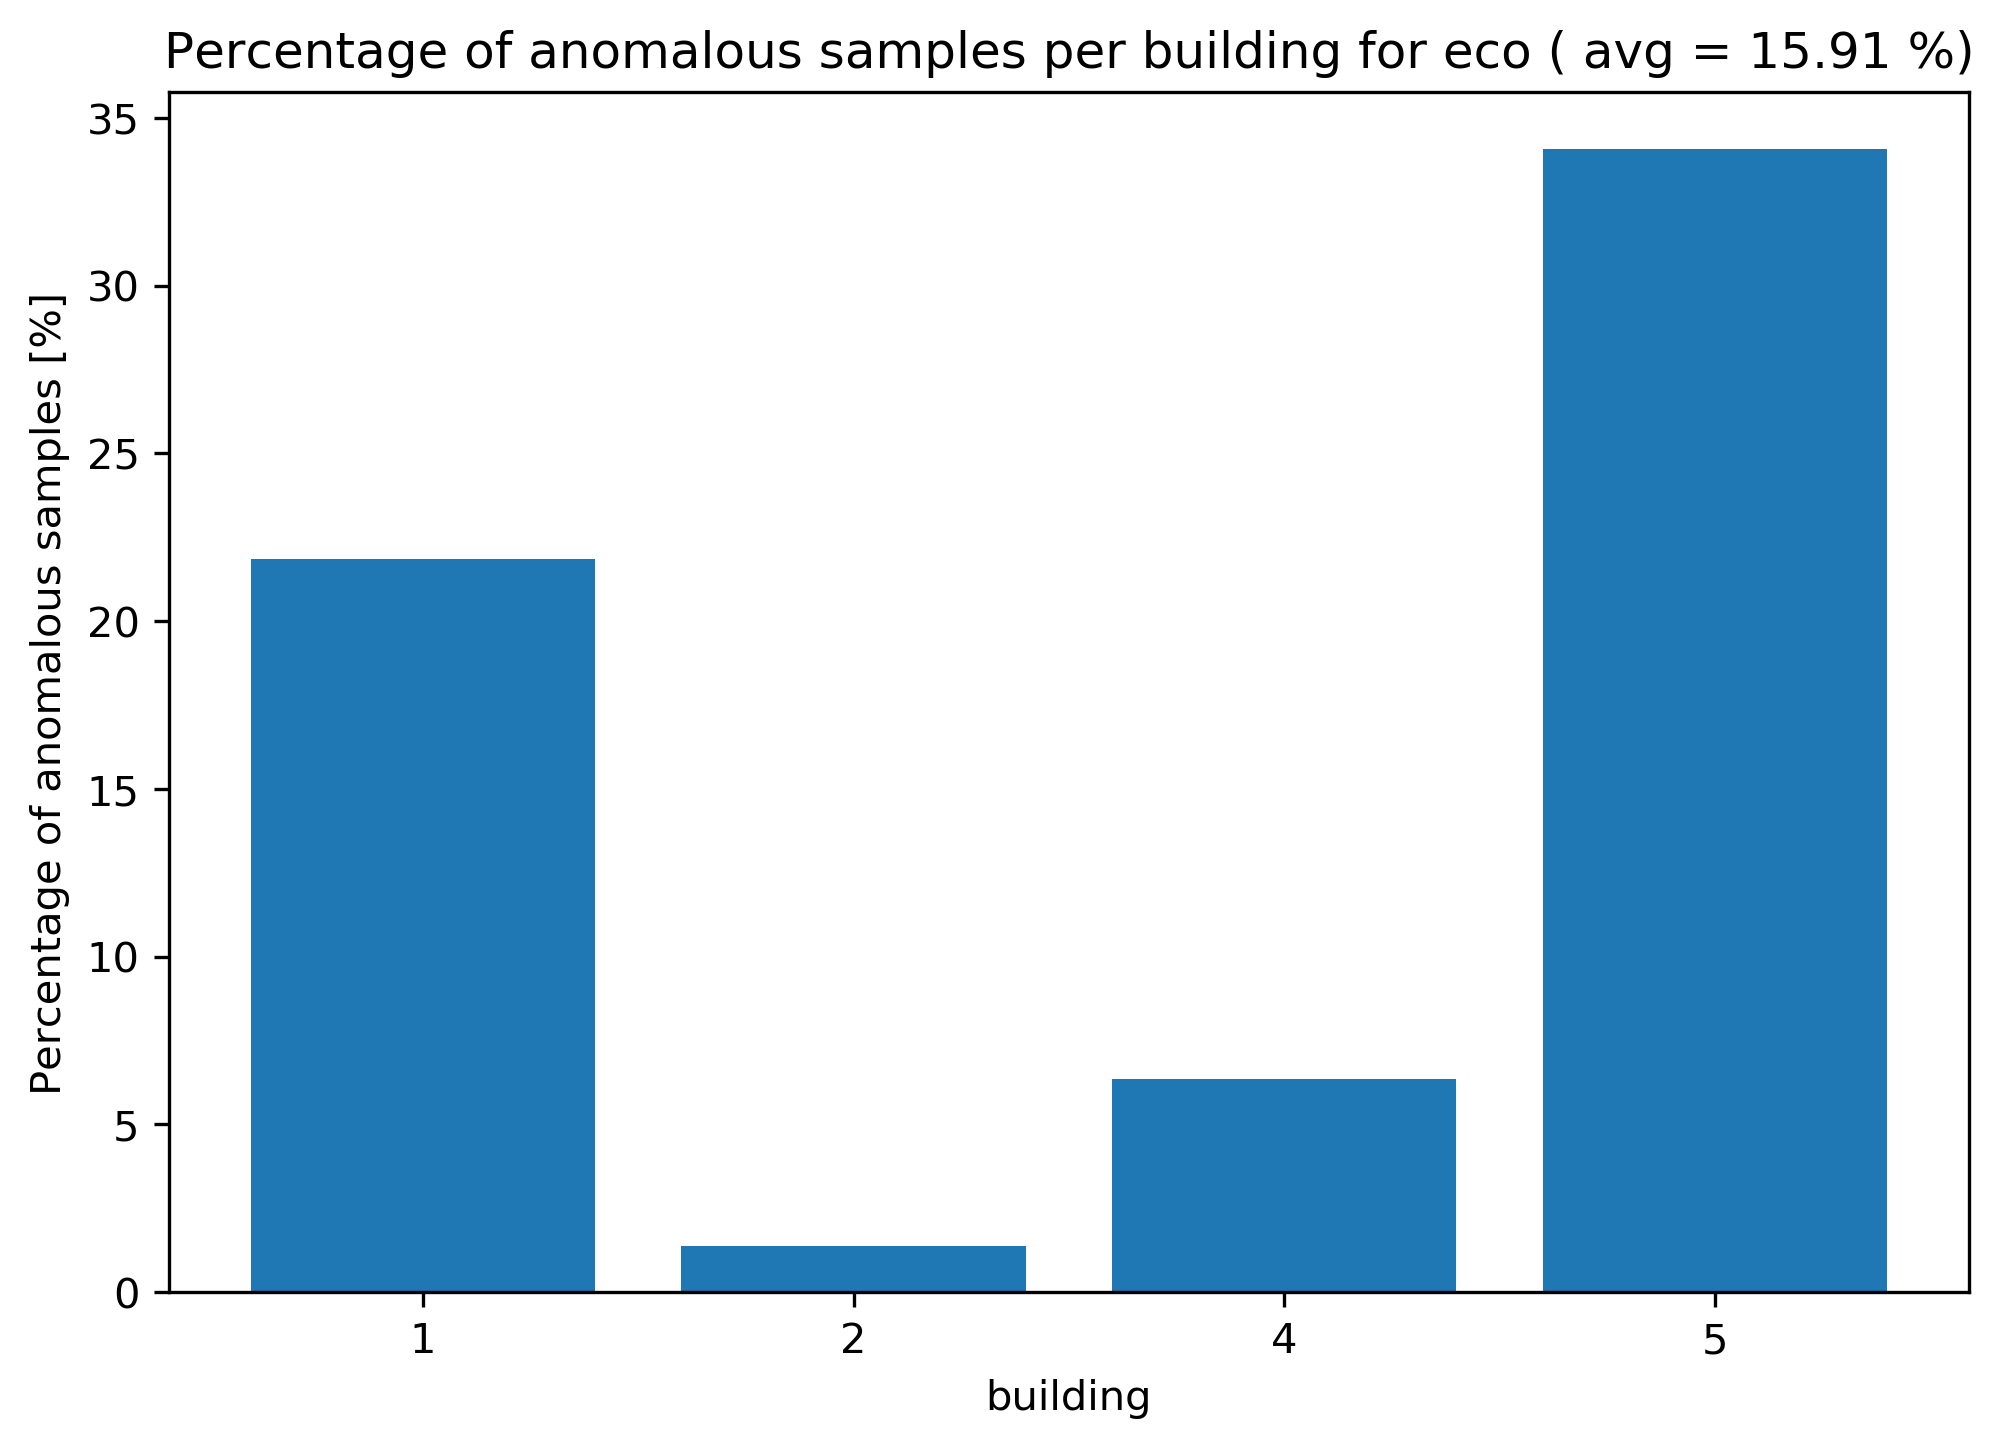 Percentage of anomalous samples per building for eco ( avg = 15.91 %)
Percentage of anomalous samples [%]
35
30
25
20
15
10
5
0
1 2 4 5
building